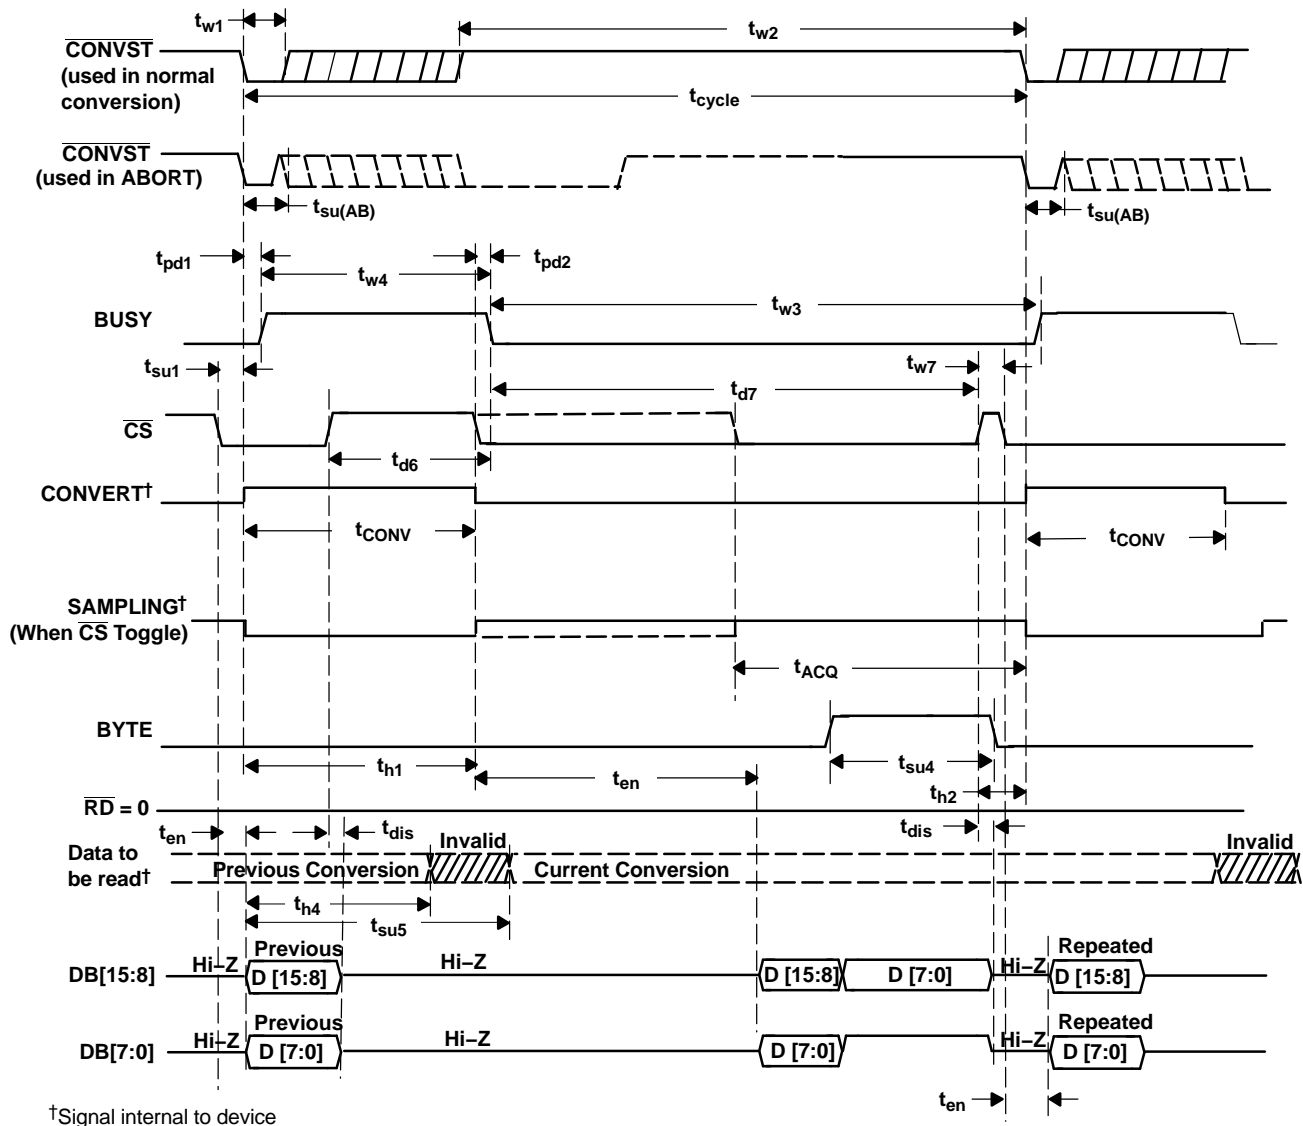 tw1
tw2
CONVST
(used in normal
conversion)
tcycle
CONVST
(used in ABORT)
tsu(AB)
tsu(AB)
tpd1
tw4
tpd2
tw3
BUSY
tsu1
tw7
td7
CS
td6
CONVERT†
tCONV
tCONV
SAMPLING†
(When CS Toggle)
tACQ
BYTE
th1
ten
tsu4
th2
RD = 0
ten
tdis
tdis
Data to
be read†
Previous Conversion
Invalid
Current Conversion
Invalid
th4
tsu5
DB[15:8]
Hi–Z
Previous
D [15:8]
Hi–Z
D [15:8]
D [7:0]
Hi–Z
Repeated
D [15:8]
DB[7:0]
Hi–Z
Previous
D [7:0]
Hi–Z
D [7:0]
Hi–Z
Repeated
D [7:0]
ten
†Signal internal to device